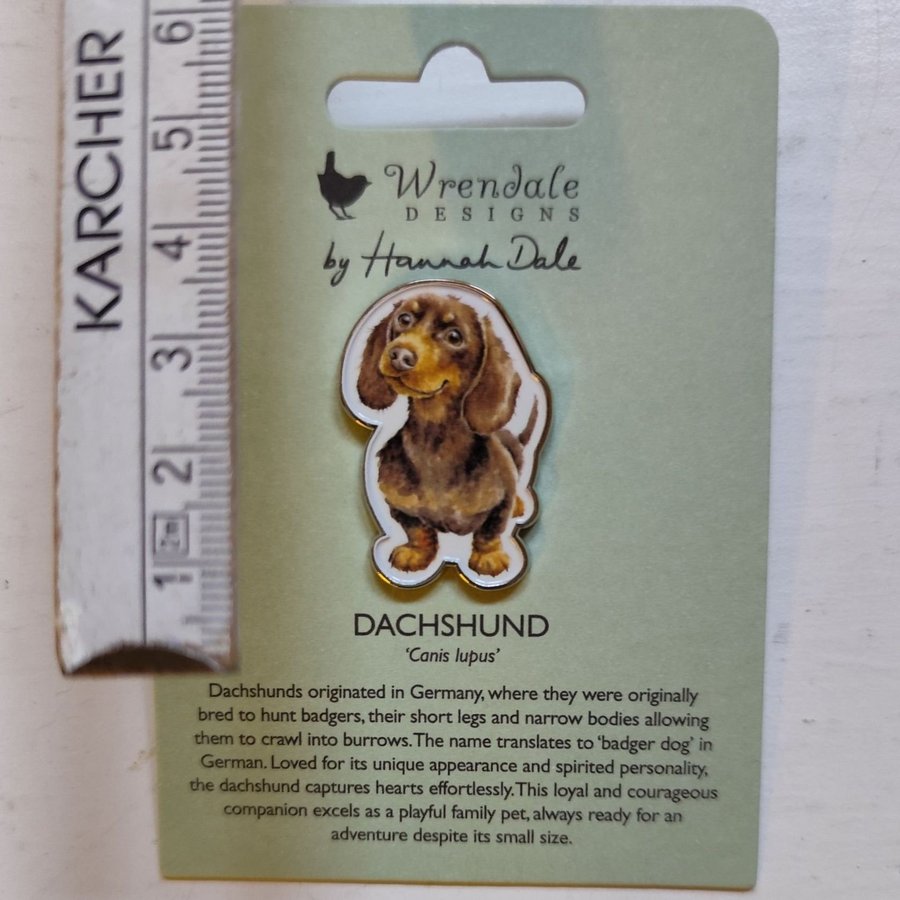 KARCHER
6
5
4
3
2
2m
1
Wrendale
DESIGNS
by Hannah Dale
DACHSHUND
'Canis lupus'
Dachshunds originated in Germany, where they were originally
bred to hunt badgers, their short legs and narrow bodies allowing
them to crawl into burrows. The name translates to 'badger dog' in
German. Loved for its unique appearance and spirited personality,
the dachshund captures hearts effortlessly. This loyal and courageous
companion excels as a playful family pet, always ready for an
adventure despite its small size.